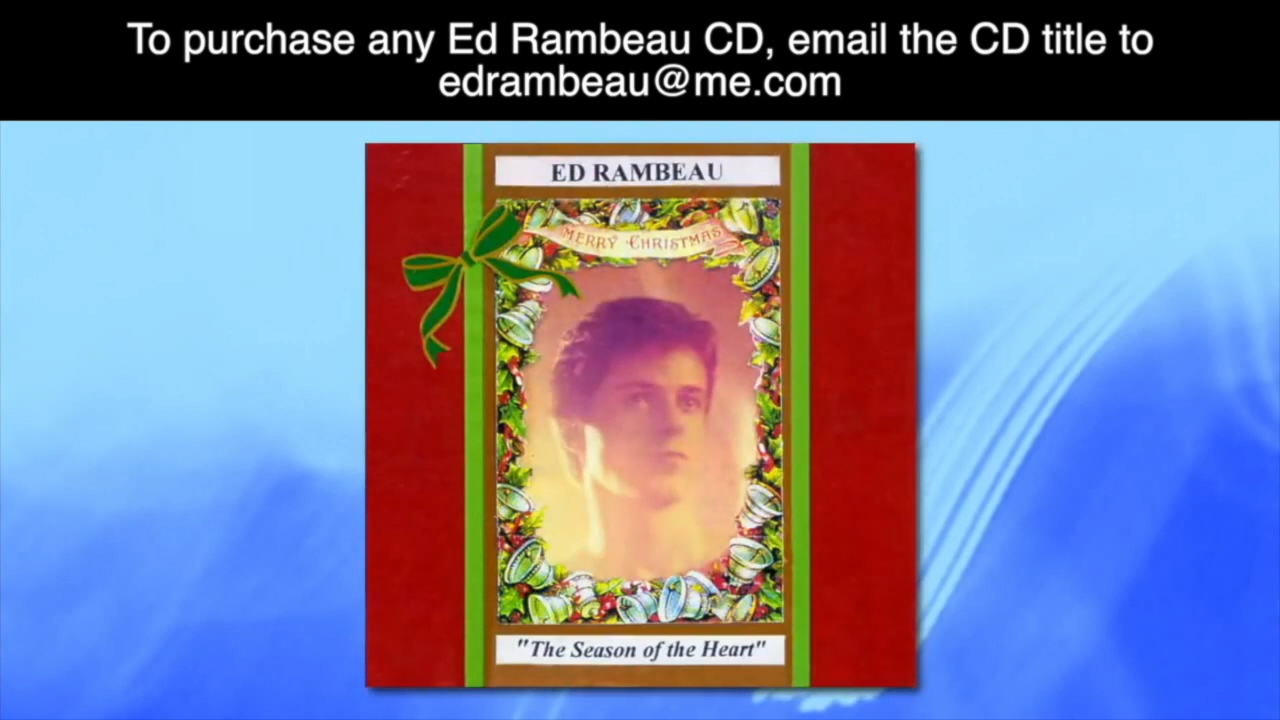 To purchase any Ed Rambeau CD, email the CD title to
edrambeau@me.com
ED RAMBEAU
MERRY CHRISTMAS
"The Season of the Heart"